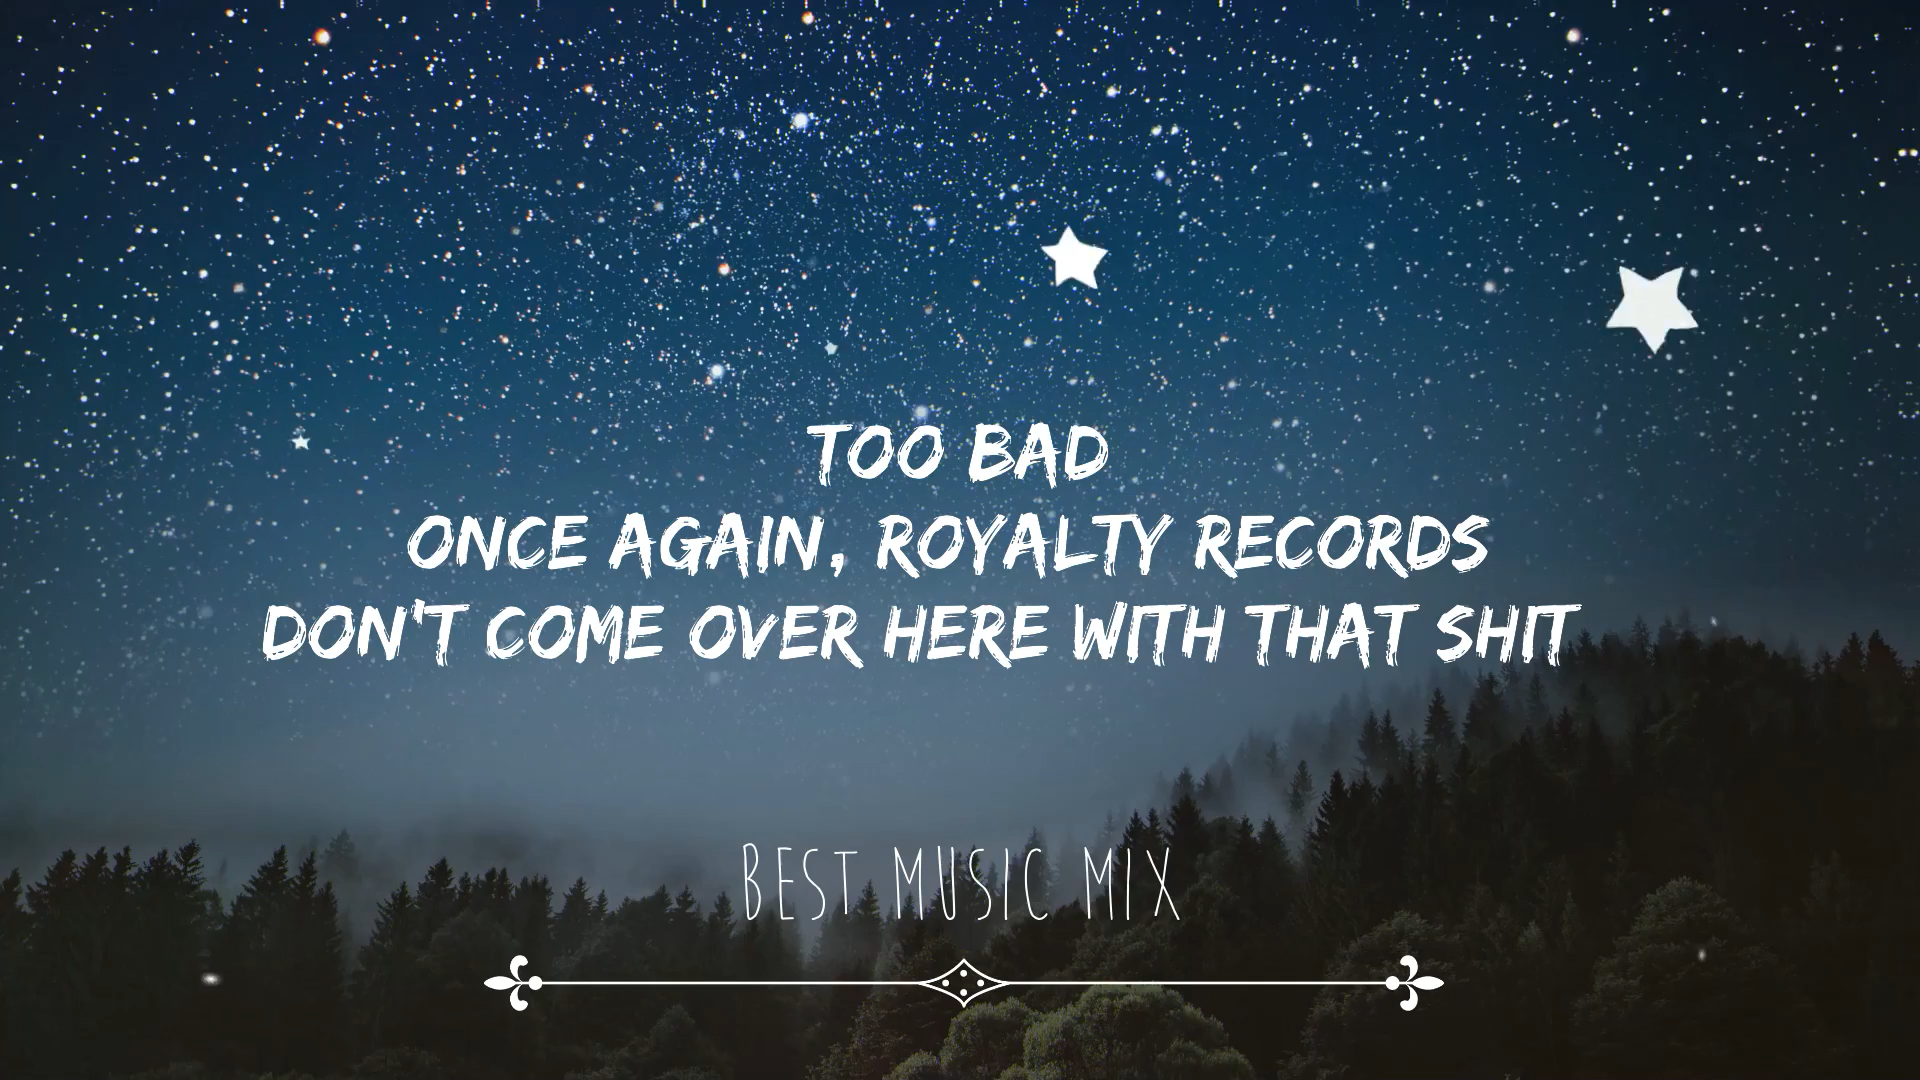 TOO BAD
ONCE AGAIN, ROYALTY RECORDS
DON'T COME OVER HERE WITH THAT SHIT
BEST MUSIC MIX